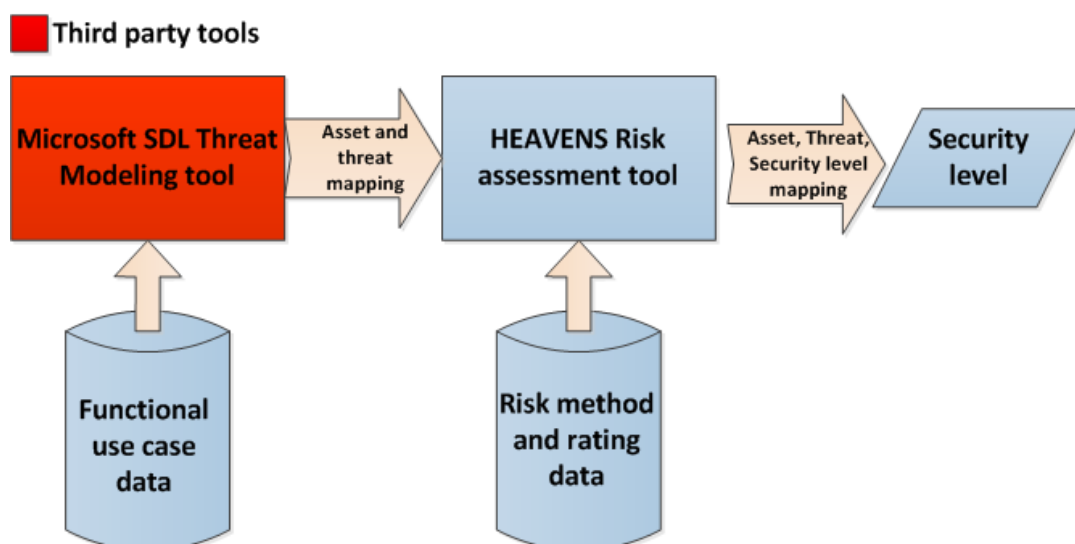 Third party tools
Microsoft SDL Threat
Modeling tool
Asset and
threat
mapping
HEAVENS Risk
assessment tool
Asset, Threat,
Security level
mapping
Security
level
Functional
use case
data
Risk method
and rating
data